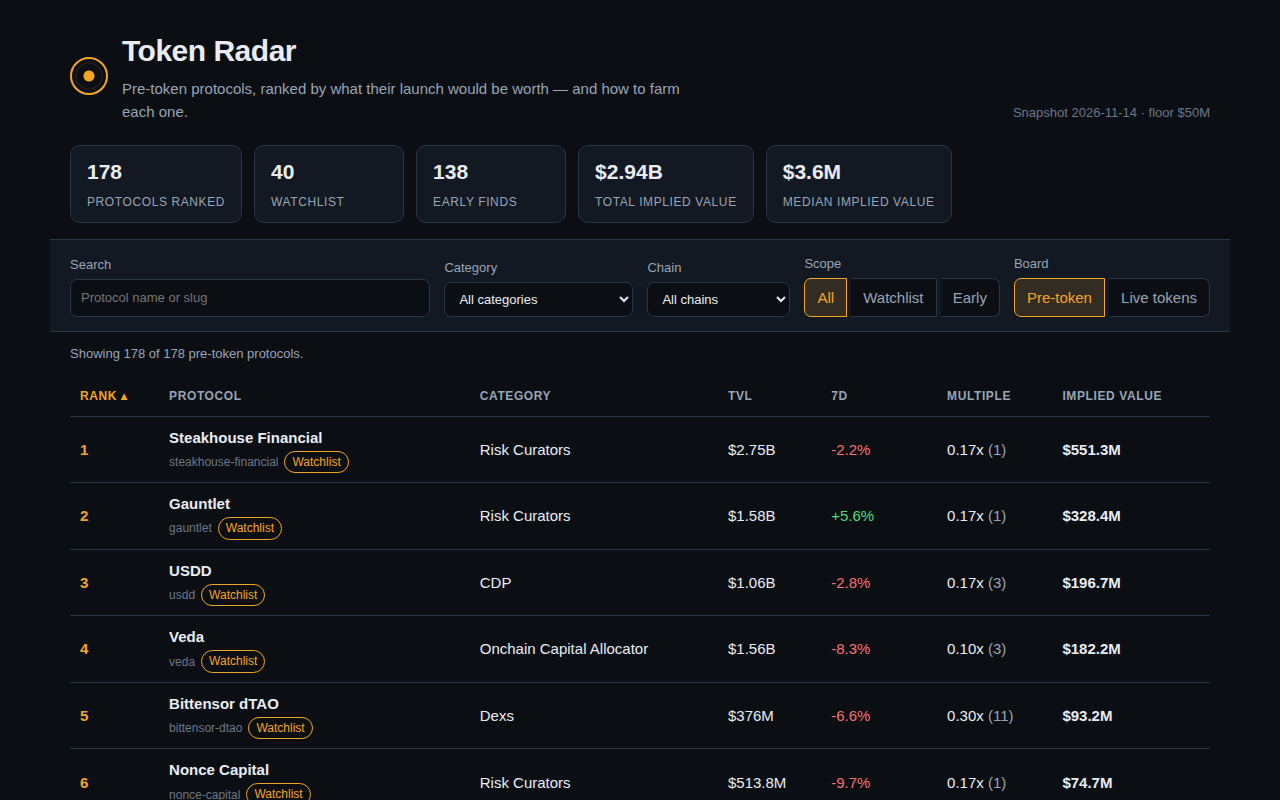 Token Radar
Pre-token protocols, ranked by what their launch would be worth — and how to farm
each one.
Snapshot 2026-11-14 · floor $50M
178
PROTOCOLS RANKED
40
WATCHLIST
138
EARLY FINDS
$2.94B
TOTAL IMPLIED VALUE
$3.6M
MEDIAN IMPLIED VALUE
Search
Protocol name or slug
Category
All categories
Chain
All chains
Scope
All Watchlist Early
Board
Pre-token Live tokens
Showing 178 of 178 pre-token protocols.
RANK ▲ PROTOCOL CATEGORY TVL 7D MULTIPLE IMPLIED VALUE
1 Steakhouse Financial Risk Curators $2.75B -2.2% 0.17x (1) $551.3M
steakhouse-financial Watchlist
2 Gauntlet Risk Curators $1.58B +5.6% 0.17x (1) $328.4M
gauntlet Watchlist
3 USDD CDP $1.06B -2.8% 0.17x (3) $196.7M
usdd Watchlist
4 Veda Onchain Capital Allocator $1.56B -8.3% 0.10x (3) $182.2M
veda Watchlist
5 Bittensor dTAO Dexs $376M -6.6% 0.30x (11) $93.2M
bittensor-dtao Watchlist
6 Nonce Capital Risk Curators $513.8M -9.7% 0.17x (1) $74.7M
nonce-capital Watchlist